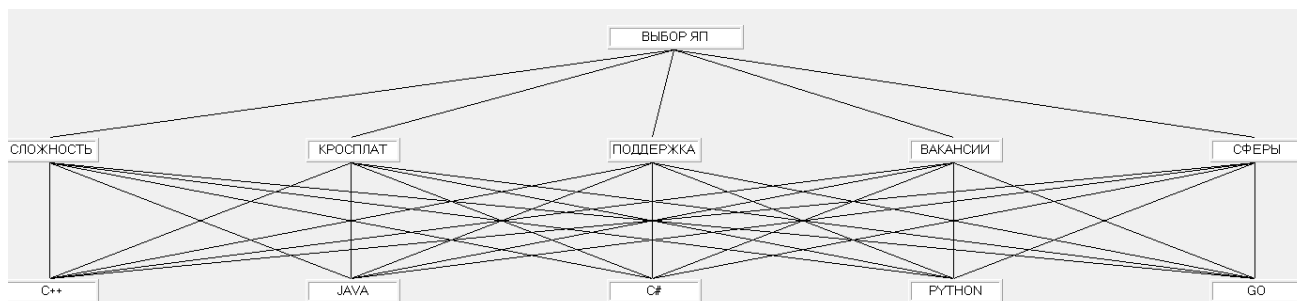 ВЫБОР ЯП
СЛОЖНОСТЬ
КРОСПЛАТ
ПОДДЕРЖКА
ВАКАНСИИ
СФЕРЫ
C++
JAVA
C#
PYTHON
GO